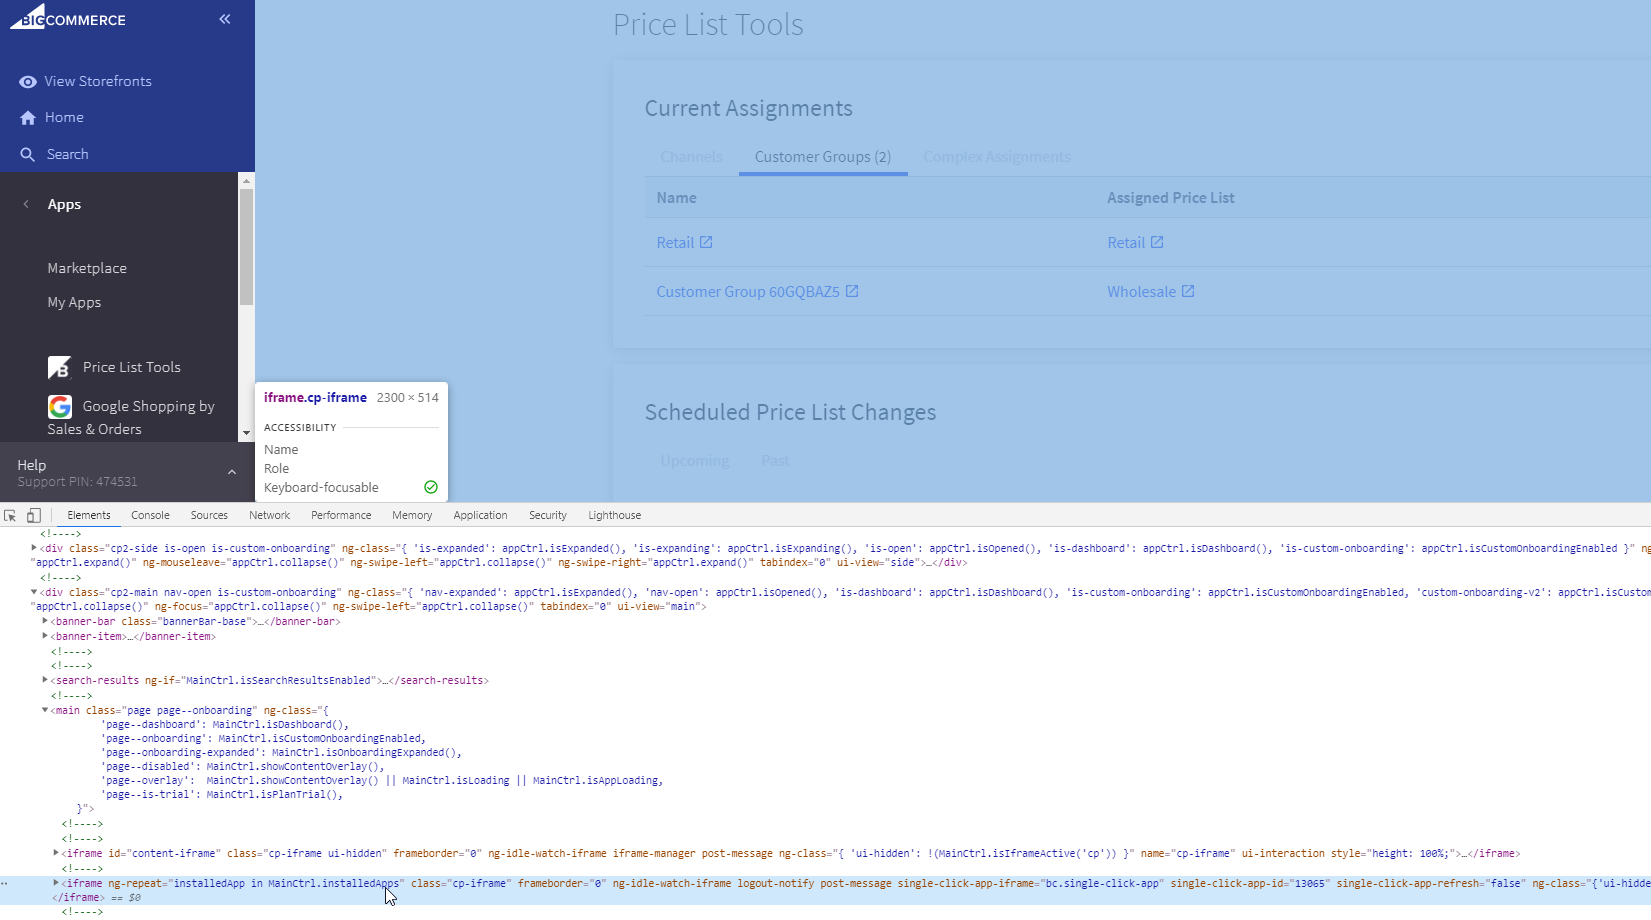 BIGCOMMERCE
View Storefronts
Home
Search
Apps
Marketplace
My Apps
Price List Tools
Google Shopping by
Sales & Orders
Help
Support PIN: 474531
Price List Tools
Current Assignments
Channels Customer Groups (2) Complex Assignments
Name Assigned Price List
Retail Retail
Customer Group 60GQBAZ5 Wholesale
Scheduled Price List Changes
Upcoming Past
iframe.cp-iframe 2300 × 514
ACCESSIBILITY
Name
Role
Keyboard-focusable
Elements Console Sources Network Performance Memory Application Security Lighthouse
<!---->
<div class="cp2-side is-open is-custom-onboarding" ng-class="{ 'is-expanded': appCtrl.isExpanded(), 'is-expanding': appCtrl.isExpanding(), 'is-open': appCtrl.isOpened(), 'is-dashboard': appCtrl.isDashboard(), 'is-custom-onboarding': appCtrl.isCustomOnboardingEnabled }" ng
"appCtrl.expand()" ng-mouseleave="appCtrl.collapse()" ng-swipe-left="appCtrl.collapse()" ng-swipe-right="appCtrl.expand()" tabindex="0" ui-view="side">…</div>
<!---->
<div class="cp2-main nav-open is-custom-onboarding" ng-class="{ 'nav-expanded': appCtrl.isExpanded(), 'nav-open': appCtrl.isOpened(), 'is-dashboard': appCtrl.isDashboard(), 'is-custom-onboarding': appCtrl.isCustomOnboardingEnabled, 'custom-onboarding-v2': appCtrl.isCustom
"appCtrl.collapse()" ng-focus="appCtrl.collapse()" ng-swipe-left="appCtrl.collapse()" tabindex="0" ui-view="main">
<banner-bar class="bannerBar-base">…</banner-bar>
<banner-item>…</banner-item>
<!---->
<!---->
<search-results ng-if="MainCtrl.isSearchResultsEnabled">…</search-results>
<!---->
<main class="page page--onboarding" ng-class="{
'page--dashboard': MainCtrl.isDashboard(),
'page--onboarding': MainCtrl.isCustomOnboardingEnabled,
'page--onboarding-expanded': MainCtrl.isOnboardingExpanded(),
'page--disabled': MainCtrl.showContentOverlay(),
'page--overlay': MainCtrl.showContentOverlay() || MainCtrl.isLoading || MainCtrl.isAppLoading,
'page--is-trial': MainCtrl.isPlanTrial(),
}">
<!---->
<!---->
<iframe id="content-iframe" class="cp-iframe ui-hidden" frameborder="0" ng-idle-watch-iframe iframe-manager post-message ng-class="{ 'ui-hidden': !(MainCtrl.isIframeActive('cp')) }" name="cp-iframe" ui-interaction style="height: 100%;">…</iframe>
<!---->
<iframe ng-repeat="installedApp in MainCtrl.installedApps" class="cp-iframe" frameborder="0" ng-idle-watch-iframe logout-notify post-message single-click-app-iframe="bc.single-click-app" single-click-app-id="13065" single-click-app-refresh="false" ng-class="{'ui-hidde
</iframe> == $0
<!---->